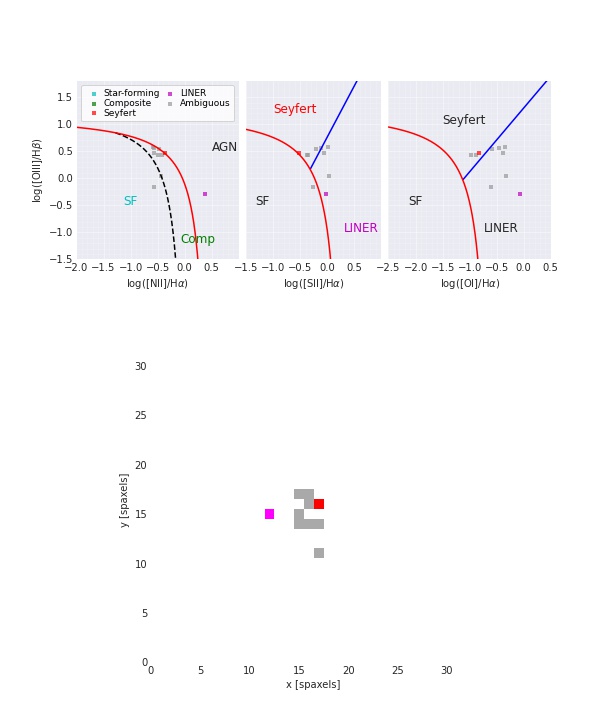 Star-forming
Composite
Seyfert
LINER
Ambiguous
log([OIII]/Hβ)
1.5
1.0
0.5
0.0
−0.5
−1.0
−1.5
AGN
SF
Comp
−2.0 −1.5 −1.0 −0.5 0.0 0.5
log([NII]/Hα)
Seyfert
SF
LINER
−1.0 −0.5 0.0 0.5
log([SII]/Hα)
Seyfert
SF
LINER
−2.5 −2.0 −1.5 −1.0 −0.5 0.0 0.5
log([OI]/Hα)
y [spaxels]
30
25
20
15
10
5
0
0 5 10 15 20 25 30
x [spaxels]